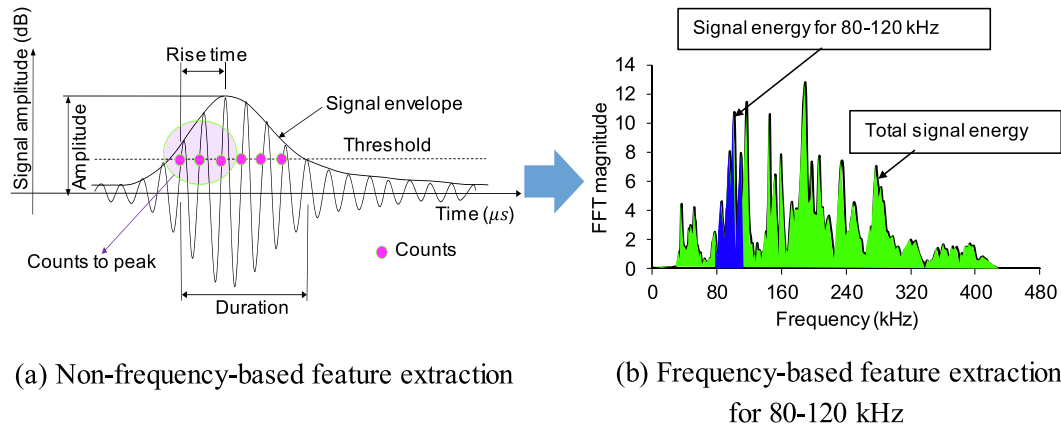 Signal amplitude (dB)
Rise time
Amplitude
Signal envelope
Threshold
Time (μs)
Counts to peak
Counts
Duration
(a) Non-frequency-based feature extraction
Signal energy for 80-120 kHz
Total signal energy
FFT magnitude
14
12
10
8
6
4
2
0
0 80 160 240 320 400 480
Frequency (kHz)
(b) Frequency-based feature extraction
for 80-120 kHz